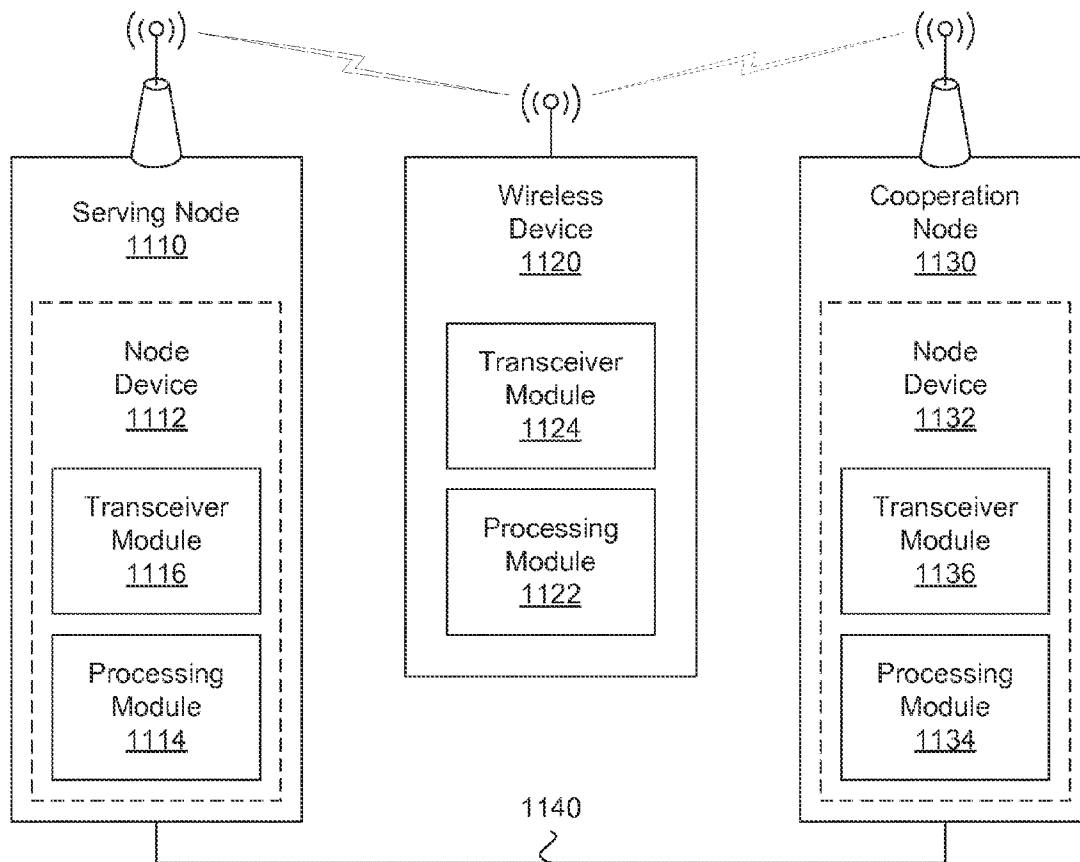 Serving Node
1110
Node
Device
1112
Transceiver
Module
1116
Processing
Module
1114
Wireless
Device
1120
Transceiver
Module
1124
Processing
Module
1122
Cooperation
Node
1130
Node
Device
1132
Transceiver
Module
1136
Processing
Module
1134
1140